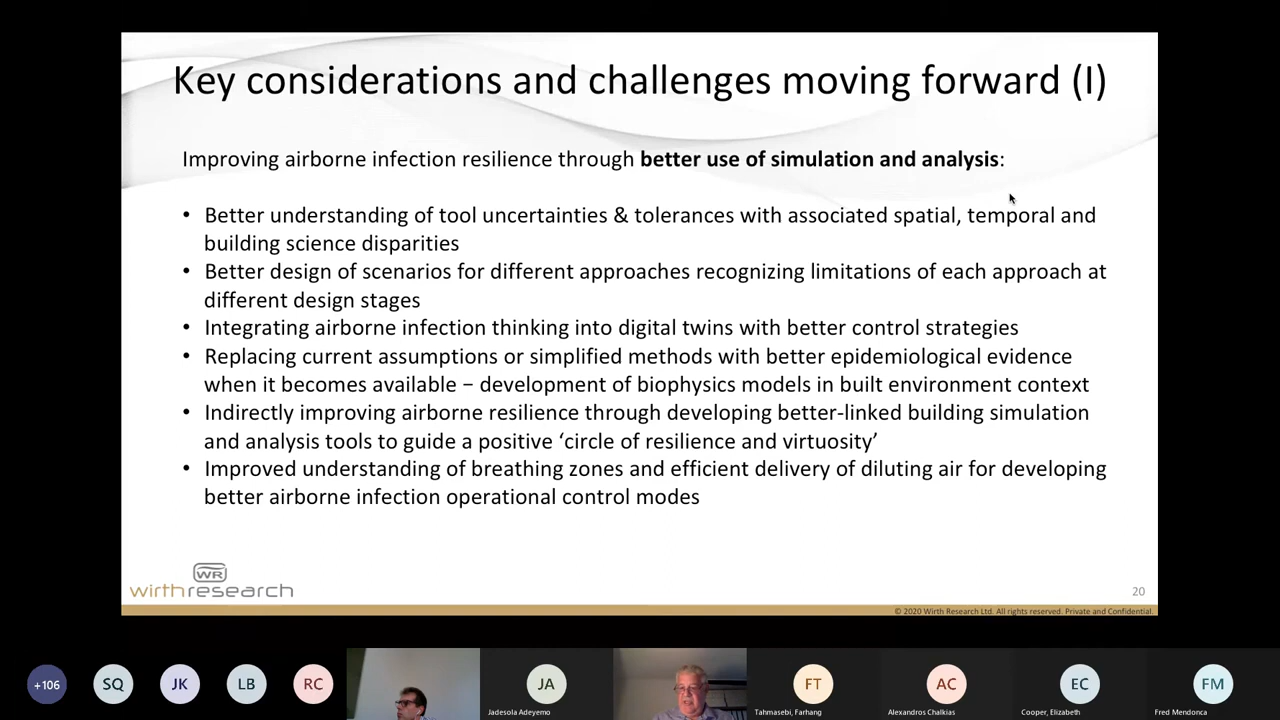 Key considerations and challenges moving forward (I)
Improving airborne infection resilience through better use of simulation and analysis:
• Better understanding of tool uncertainties & tolerances with associated spatial, temporal and
building science disparities
• Better design of scenarios for different approaches recognizing limitations of each approach at
different design stages
• Integrating airborne infection thinking into digital twins with better control strategies
• Replacing current assumptions or simplified methods with better epidemiological evidence
when it becomes available – development of biophysics models in built environment context
• Indirectly improving airborne resilience through developing better-linked building simulation
and analysis tools to guide a positive ‘circle of resilience and virtuosity’
• Improved understanding of breathing zones and efficient delivery of diluting air for developing
better airborne infection operational control modes
WR
wirthresearch
20
© 2020 Wirth Research Ltd. All rights reserved. Private and Confidential.
+106
SQ
JK
LB
RC
JA
Jadesola Adeyemo
FT
Tahmasebi, Farhang
AC
Alexandros Chalkias
EC
Cooper, Elizabeth
FM
Fred Mendonca